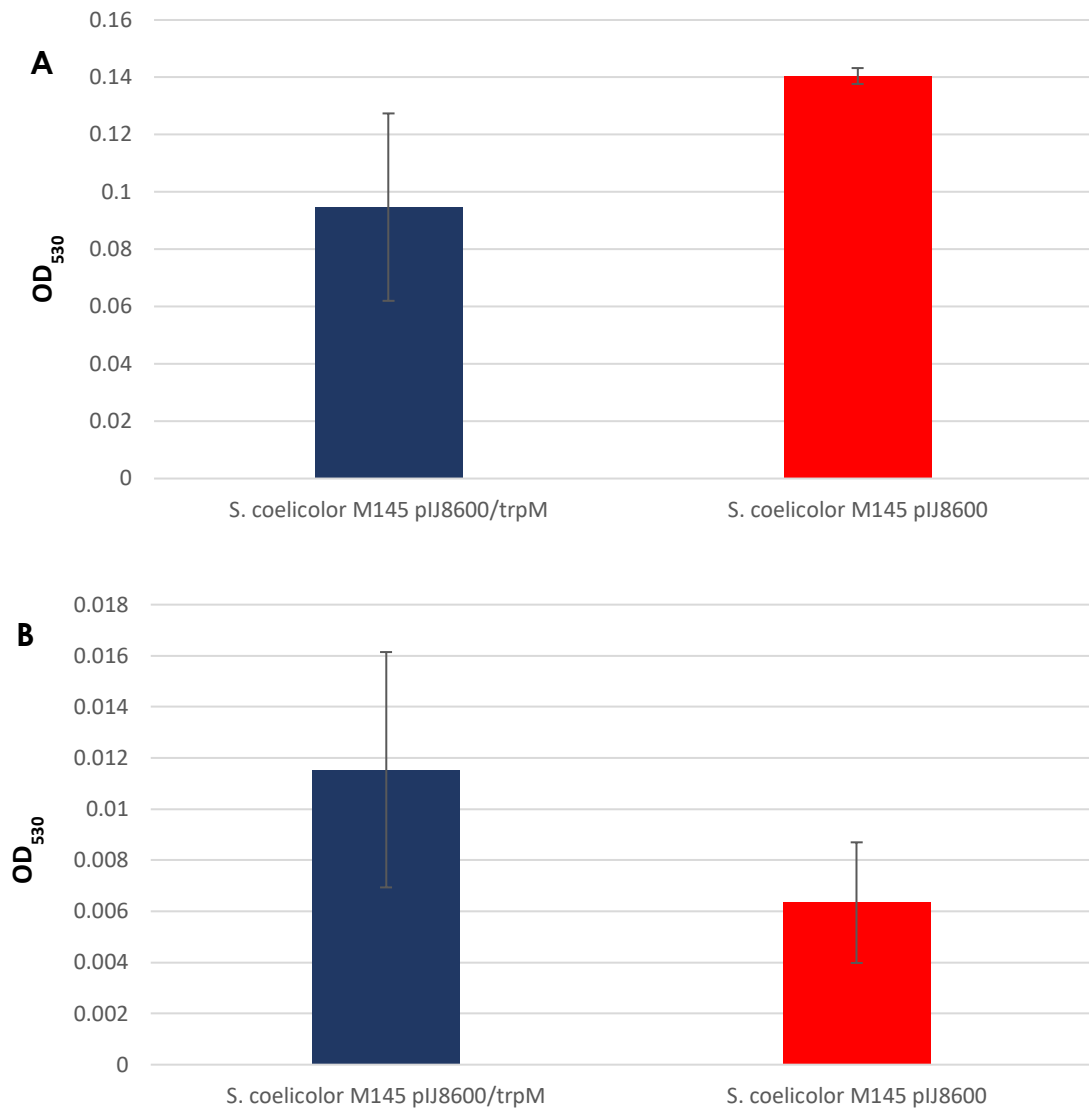 A
0.16
0.14
0.12
0.1
0.08
0.06
0.04
0.02
0
OD530
S. coelicolor M145 pIJ8600/trpM
S. coelicolor M145 pIJ8600
B
0.018
0.016
0.014
0.012
0.01
0.008
0.006
0.004
0.002
0
OD530
S. coelicolor M145 pIJ8600/trpM
S. coelicolor M145 pIJ8600